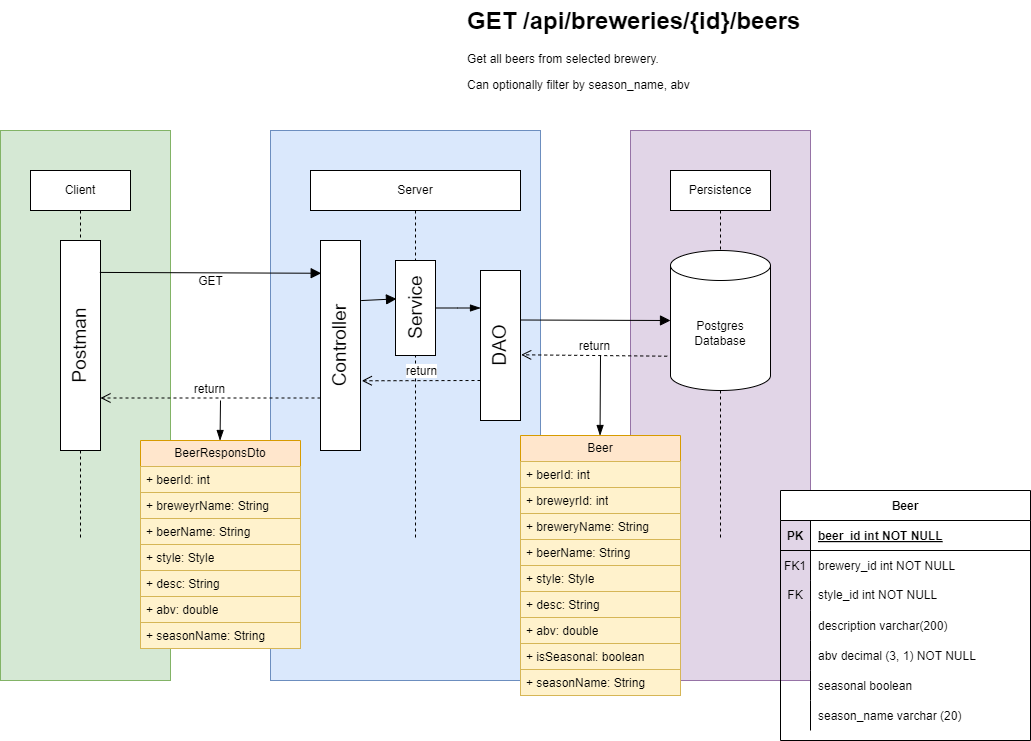 GET /api/breweries/{id}/beers
Get all beers from selected brewery.
Can optionally filter by season_name, abv
Client
Server
Persistence
Postman
GET
Controller
Service
DAO
Postgres
Database
return
return
return
BeerResponsDto
+ beerId: int
+ breweyrName: String
+ beerName: String
+ style: Style
+ desc: String
+ abv: double
+ seasonName: String
Beer
+ beerId: int
+ breweyrId: int
+ breweryName: String
+ beerName: String
+ style: Style
+ desc: String
+ abv: double
+ isSeasonal: boolean
+ seasonName: String
Beer
PK beer_id int NOT NULL
FK1 brewery_id int NOT NULL
FK style_id int NOT NULL
description varchar(200)
abv decimal (3, 1) NOT NULL
seasonal boolean
season_name varchar (20)